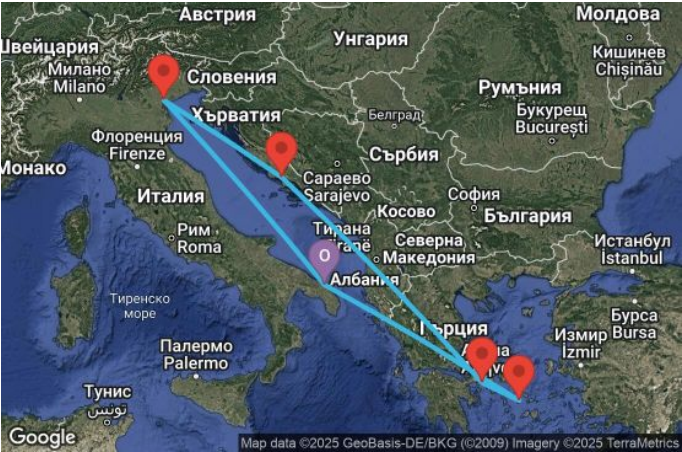 Австрия
Молдова
Швейцария
Унгария
Кишинев
Chișinău
Милано
Milano
Словения
Румъния
Хърватия
Белград
Букурещ
București
Флоренция
Firenze
Сърбия
Монако
Сараево
Sarajevo
Италия
София
Косово
България
Рим
Roma
Тирана
Северна
Македония
Истанбул
İstanbul
O
Албания
Тиренско
море
Бурса
Bursa
Гърция
Измир
İzmir
Палермо
Palermo
Тунис
تونس
Google
Map data ©2025 GeoBasis-DE/BKG (©2009) Imagery ©2025 TerraMetrics